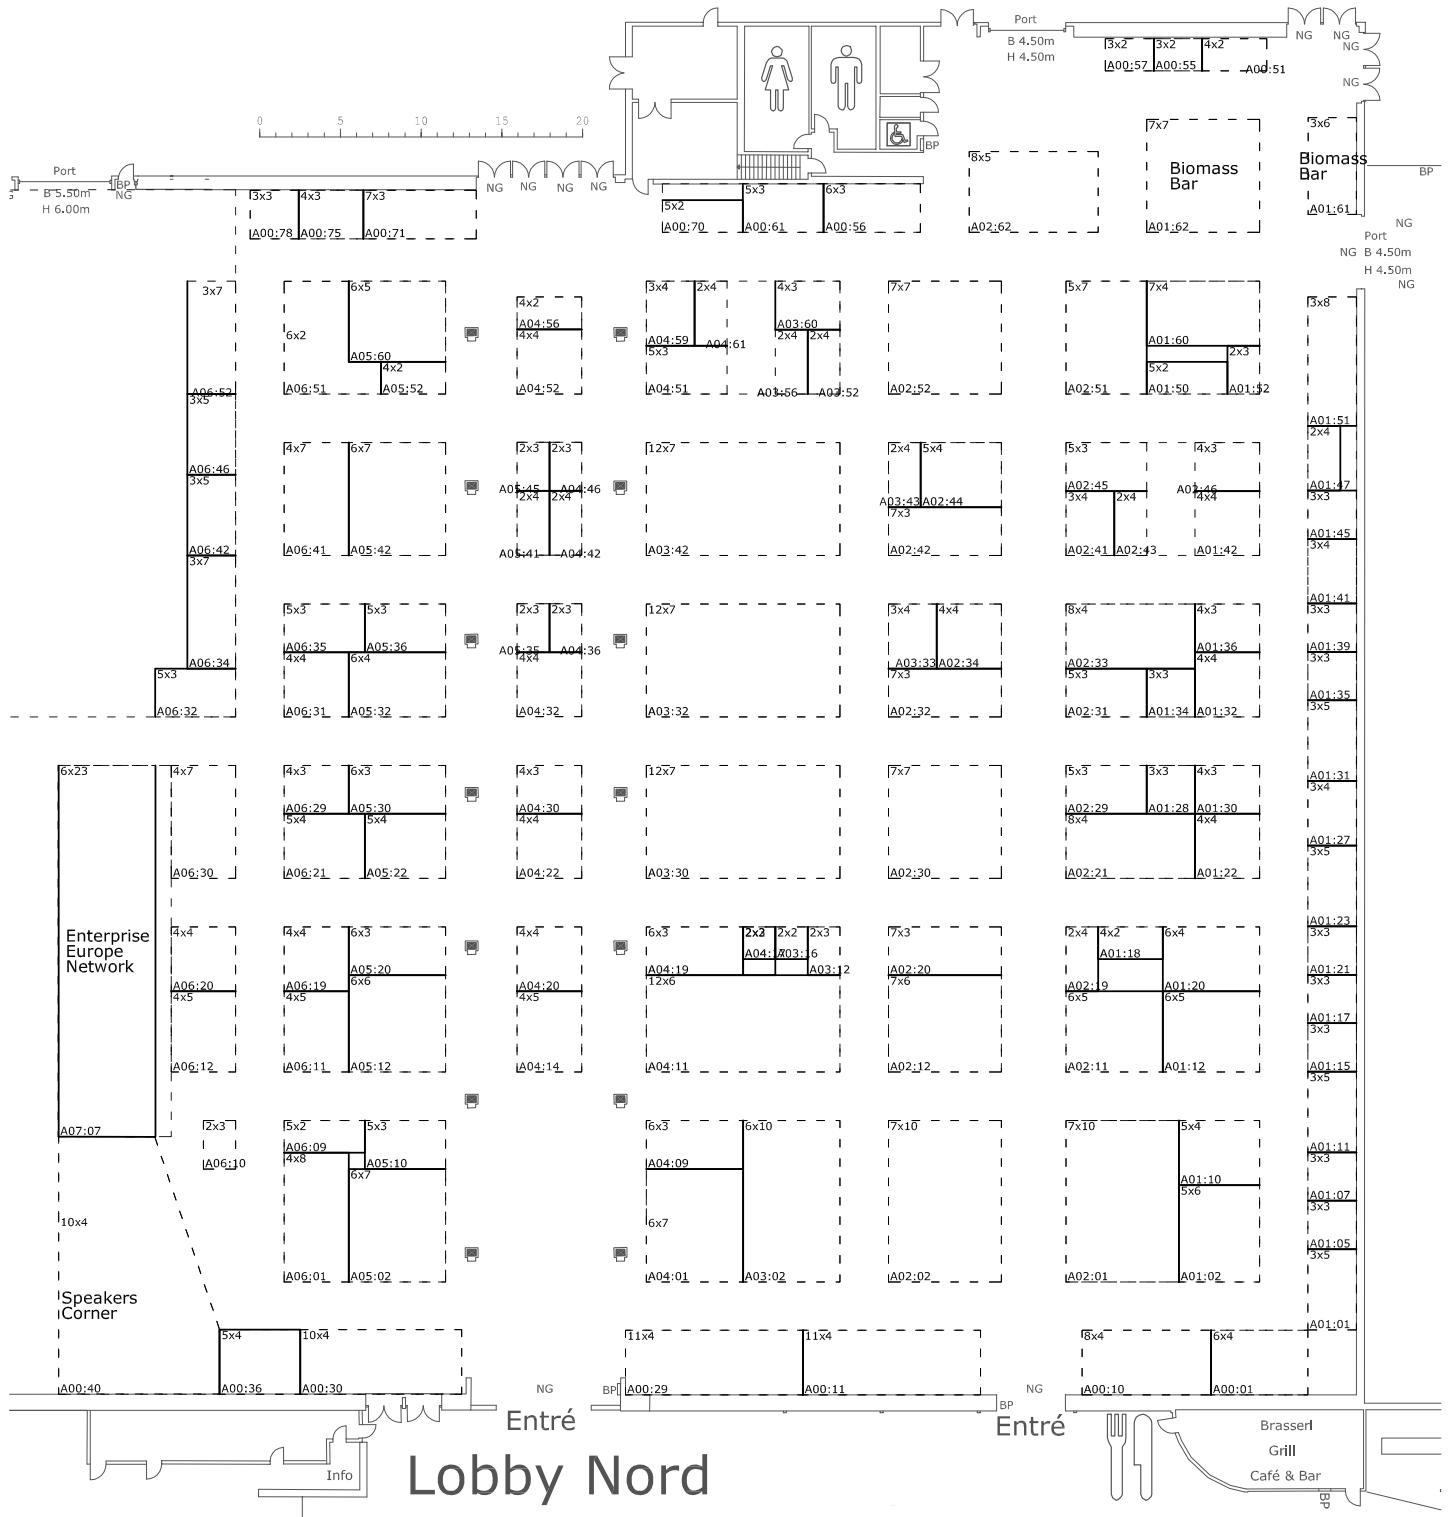 Port
B 4.50m
H 4.50m
NG
NG
NG
NG
3x2
3x2
4x2
A00:57
A00:55
A00:51
0
5
10
15
20
BP
Port
B 5.50m
H 6.00m
BP
NG
NG
NG
NG
NG
8x5
A02:62
7x7
Biomass
Bar
A01:62
3x6
Biomass
Bar
A01:61
BP
NG
Port
NG B 4.50m
H 4.50m
NG
3x3
4x3
7x3
A00:78
A00:75
A00:71
5x2
5x3
6x3
A00:70
A00:61
A00:56
3x7
A06:52
6x5
6x2
A05:60
4x2
A06:51
A05:52
4x2
A04:56
4x4
A04:52
3x4
2x4
A04:59
A04:61
5x3
A04:51
4x3
A03:60
2x4
2x4
A03:56
A03:52
7x7
A02:52
5x7
7x4
A01:60
2x3
5x2
A02:51
A01:50
A01:52
3x8
A01:51
3x5
A06:46
4x7
6x7
A06:41
A05:42
2x3
2x3
A05:45
A04:46
2x4
2x4
A05:41
A04:42
12x7
A03:42
2x4
5x4
A03:43
A02:44
7x3
A02:42
5x3
4x3
A02:45
A02:46
3x4
2x4
4x4
A02:41
A02:43
A01:42
2x4
A01:47
3x3
A01:45
3x4
A01:41
3x5
A06:42
3x7
A06:34
5x3
A06:32
5x3
5x3
A06:35
A05:36
4x4
6x4
A06:31
A05:32
2x3
2x3
A05:35
A04:36
4x4
A04:32
12x7
A03:32
3x4
4x4
A03:33
A02:34
7x3
A02:32
8x4
4x3
A01:36
A02:33
4x4
5x3
3x3
A02:31
A01:34
A01:32
3x3
A01:39
3x3
A01:35
3x5
A01:31
6x23
Enterprise
Europe
Network
A07:07
4x7
A06:30
4x3
6x3
A06:29
A05:30
5x4
5x4
A06:21
A05:22
4x3
A04:30
4x4
A04:22
12x7
A03:30
7x7
A02:30
5x3
3x3
4x3
A02:29
A01:28
A01:30
8x4
4x4
A02:21
A01:22
3x4
A01:27
3x5
A01:23
4x4
A06:20
4x5
A06:12
6x3
A05:20
A06:19
6x6
4x5
A06:11
A05:12
4x4
A04:20
4x5
A04:14
6x3
2x2
2x3
A04:17
A03:16
A04:19
A03:12
12x6
A04:11
7x3
A02:20
7x6
A02:12
2x4
4x2
6x4
A01:18
A02:19
A01:20
6x5
6x5
A02:11
A01:12
3x3
A01:21
3x3
A01:17
3x3
A01:15
3x5
A01:11
2x3
A06:10
5x2
5x3
A06:09
A05:10
4x8
6x7
A06:01
A05:02
6x3
6x10
A04:09
6x7
A04:01
A03:02
7x10
A02:02
7x10
5x4
A01:10
5x6
A02:01
A01:02
3x3
A01:07
3x3
A01:05
3x5
A01:01
10x4
Speakers
Corner
A00:40
5x4
A00:36
10x4
A00:30
11x4
A00:29
11x4
A00:11
8x4
A00:10
6x4
A00:01
NG
BP
Entré
NG
BP
Entré
Info
Lobby Nord
Brasseri
Grill
Café & Bar
BP